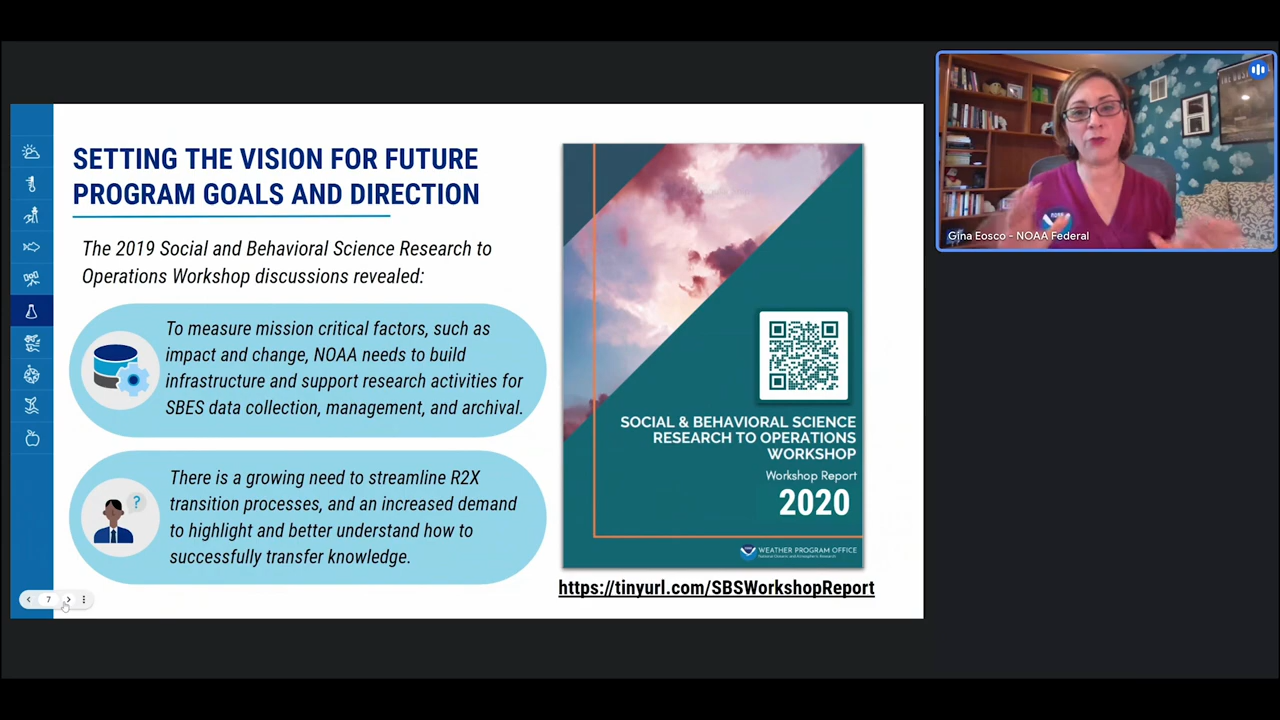 SETTING THE VISION FOR FUTURE
PROGRAM GOALS AND DIRECTION
The 2019 Social and Behavioral Science Research to
Operations Workshop discussions revealed:
To measure mission critical factors, such as
impact and change, NOAA needs to build
infrastructure and support research activities for
SBES data collection, management, and archival.
?
There is a growing need to streamline R2X
transition processes, and an increased demand
to highlight and better understand how to
successfully transfer knowledge.
7
SOCIAL & BEHAVIORAL SCIENCE
RESEARCH TO OPERATIONS
WORKSHOP
Workshop Report
2020
WEATHER PROGRAM OFFICE
https://tinyurl.com/SBSWorkshopReport
NOAA
Gina Eosco - NOAA Federal